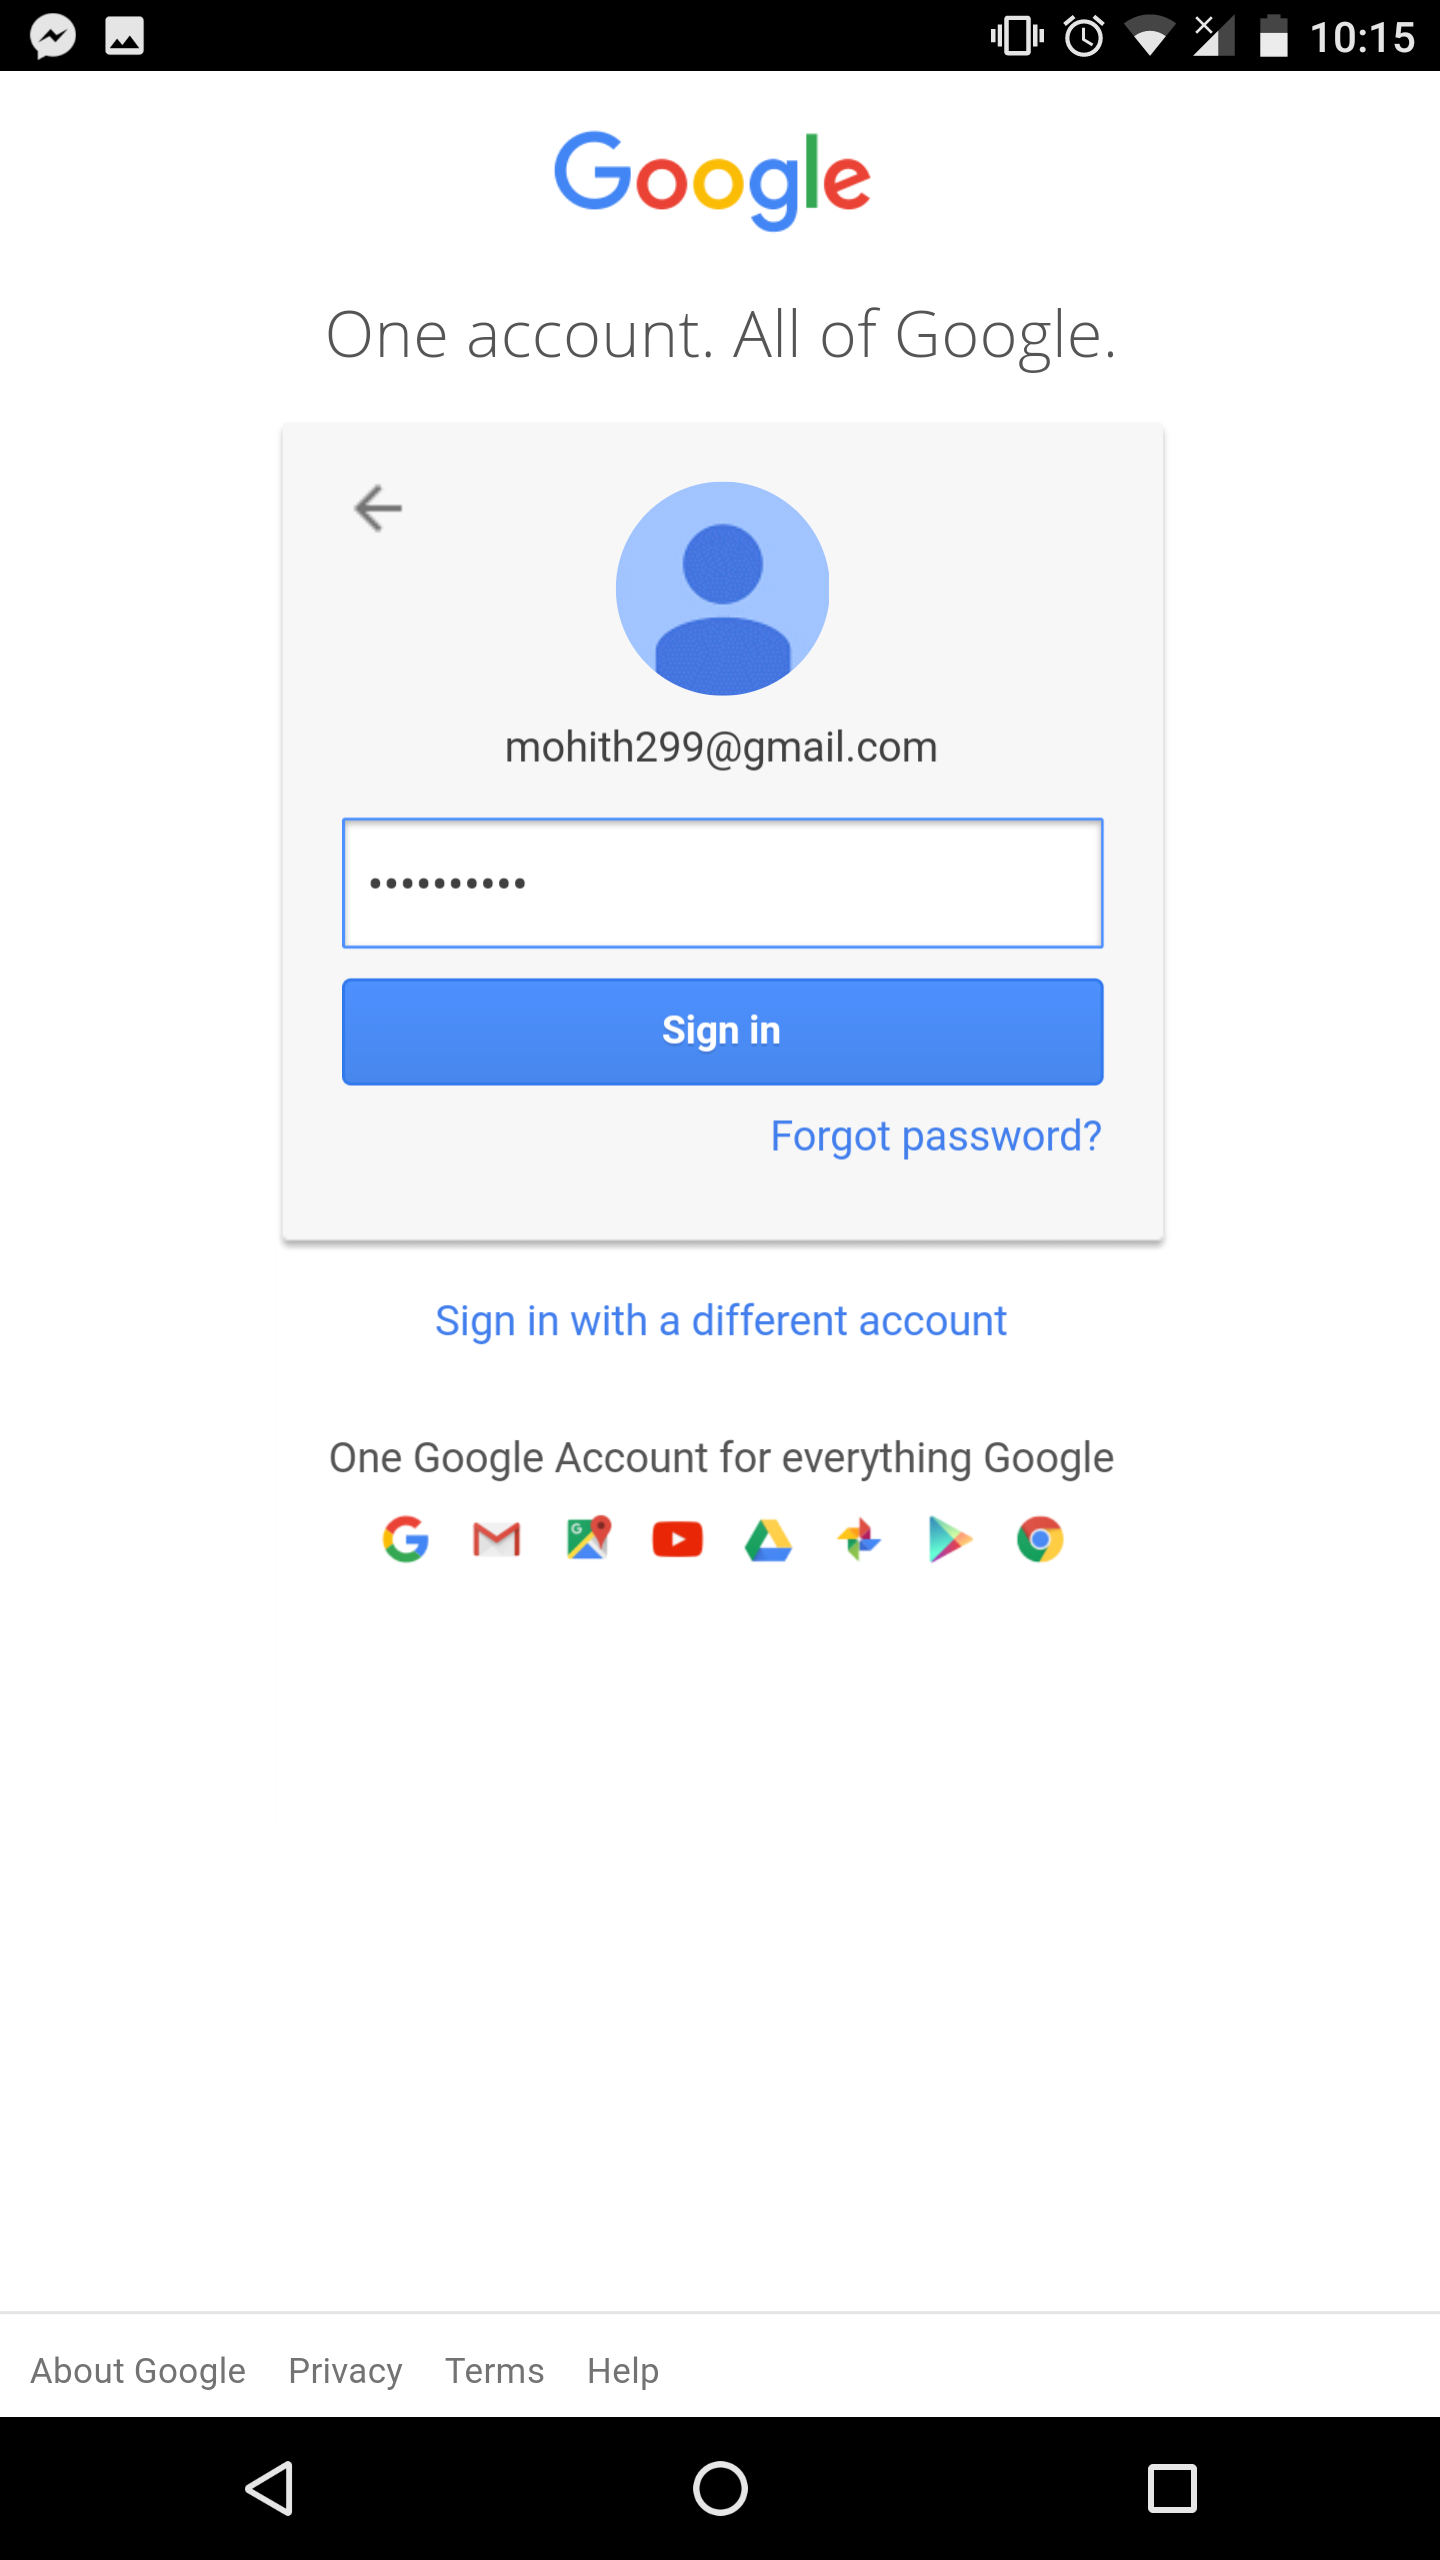 10:15
Google
One account. All of Google.
mohith299@gmail.com
••••••••••
Sign in
Forgot password?
Sign in with a different account
One Google Account for everything Google
About Google Privacy Terms Help